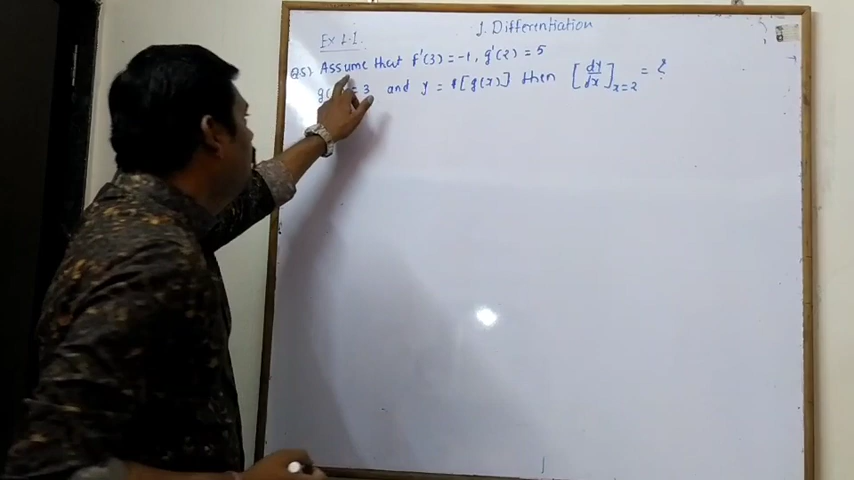 Ex 1.1. 1. Differentiation
Q5). Assume that f'(3) = -1, g'(2) = 5
g( = 3 and y = f[g(x)] then [dy/dx]x=2 = ?